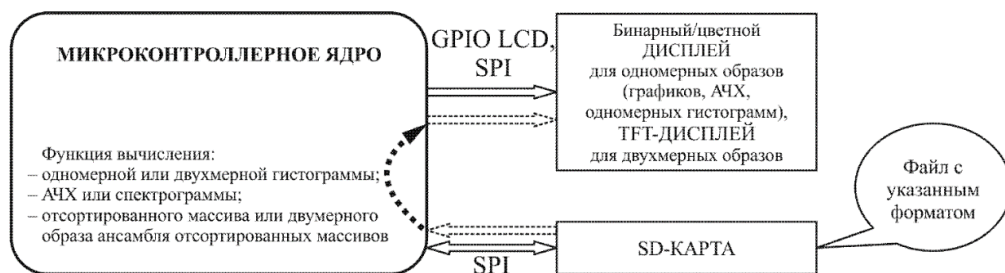 МИКРОКОНТРОЛЛЕРНОЕ ЯДРО
Функция вычисления:
– одномерной или двухмерной гистограммы;
– АЧХ или спектрограммы;
– отсортированного массива или двумерного
образа ансамбля отсортированных массивов
GPIO LCD,
SPI
Бинарный/цветной
ДИСПЛЕЙ
для одномерных образов
(графиков, АЧХ,
одномерных гистограмм),
TFT-ДИСПЛЕЙ
для двухмерных образов
Файл с
указанным
форматом
SPI
SD-КАРТА